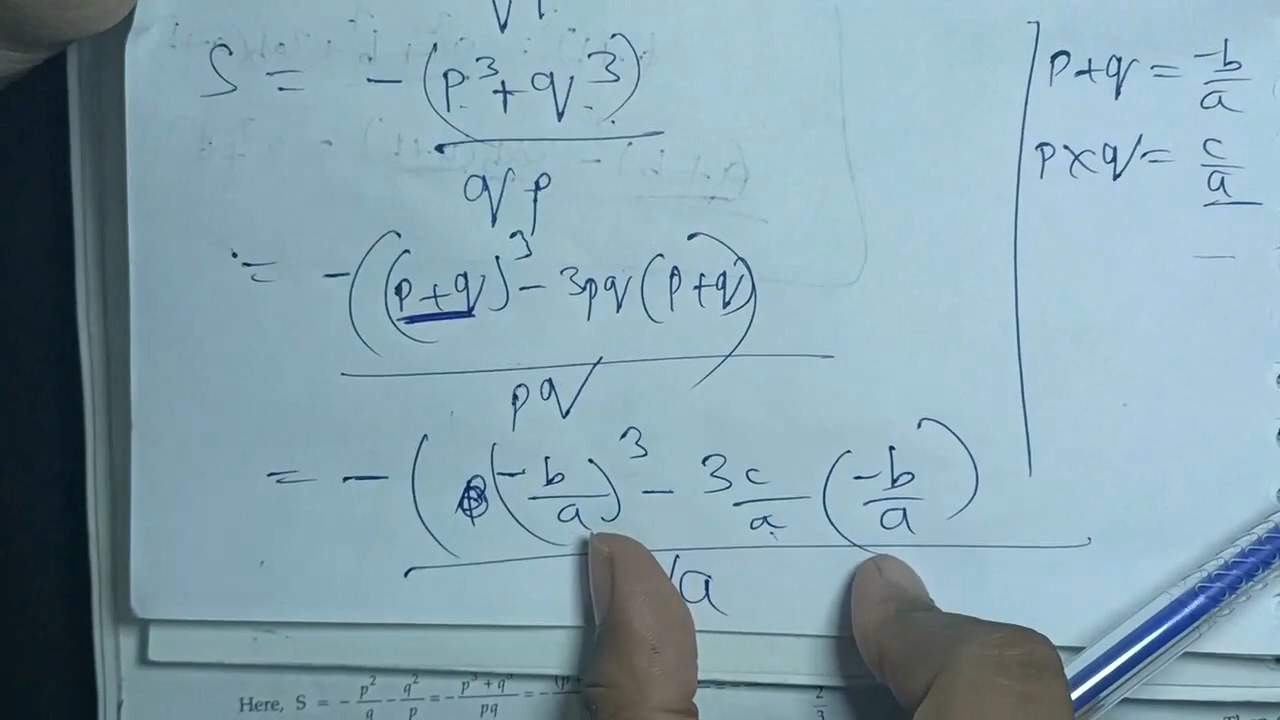 S = -(p³+q³)
qp
= -((p+q)³ - 3pq(p+q))
pq
= -((-b/a)³ - 3c/a (-b/a))
/a
p+q = -b/a
p×q = c/a
Here, S = - p²/q - q²/p = - p³ + q³/pq =
2/3